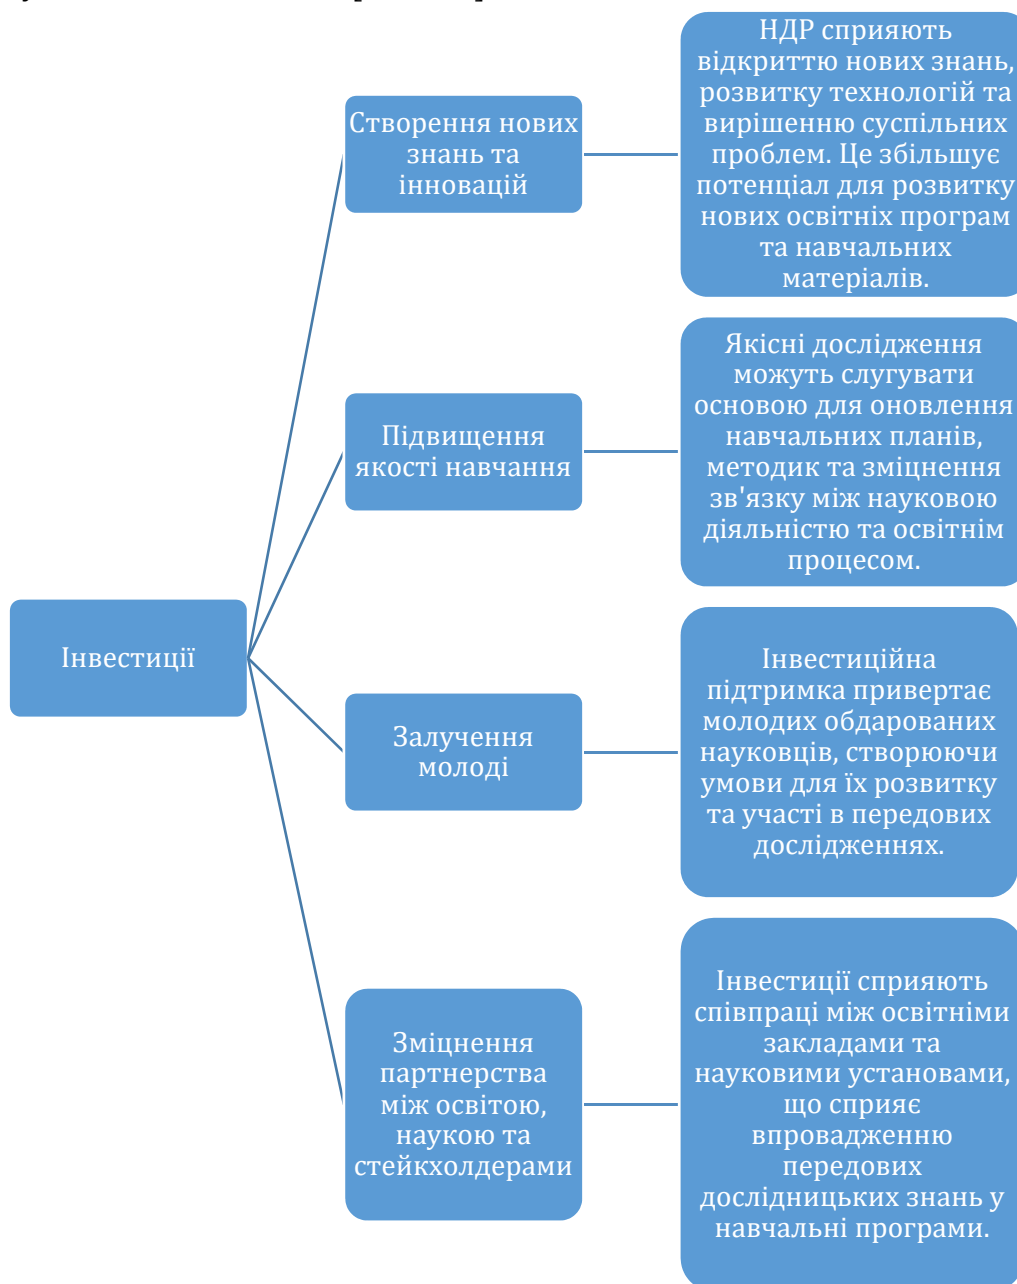 Інвестиції
Створення нових
знань та
інновацій
НДР сприяють
відкриттю нових знань,
розвитку технологій та
вирішенню суспільних
проблем. Це збільшує
потенціал для розвитку
нових освітніх програм
та навчальних
матеріалів.
Підвищення
якості навчання
Якісні дослідження
можуть слугувати
основою для оновлення
навчальних планів,
методик та зміцнення
зв'язку між науковою
діяльністю та освітнім
процесом.
Залучення
молоді
Інвестиційна
підтримка привертає
молодих обдарованих
науковців, створюючи
умови для їх розвитку
та участі в передових
дослідженнях.
Зміцнення
партнерства
між освітою,
наукою та
стейкхолдерами
Інвестиції сприяють
співпраці між освітніми
закладами та
науковими установами,
що сприяє
впровадженню
передових
дослідницьких знань у
навчальні програми.